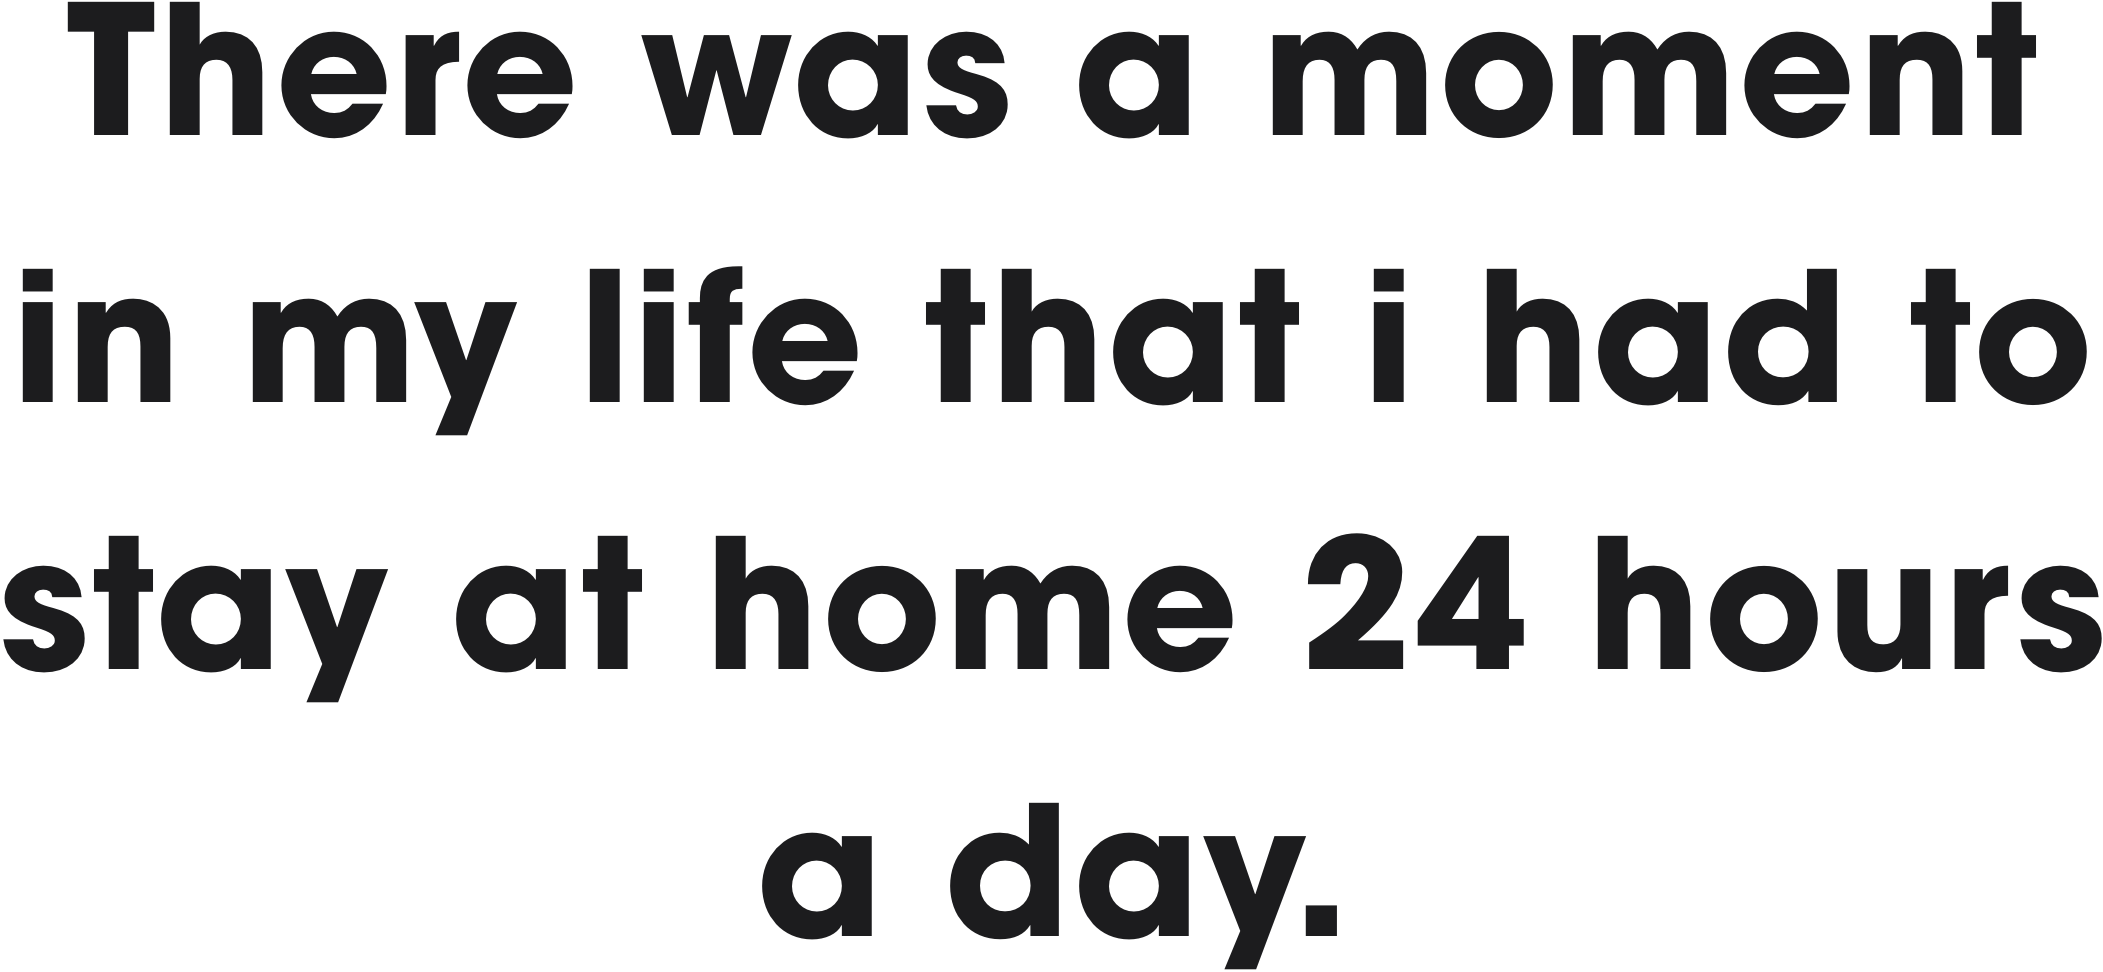 There was a moment
in my life that i had to
stay at home 24 hours
a day.